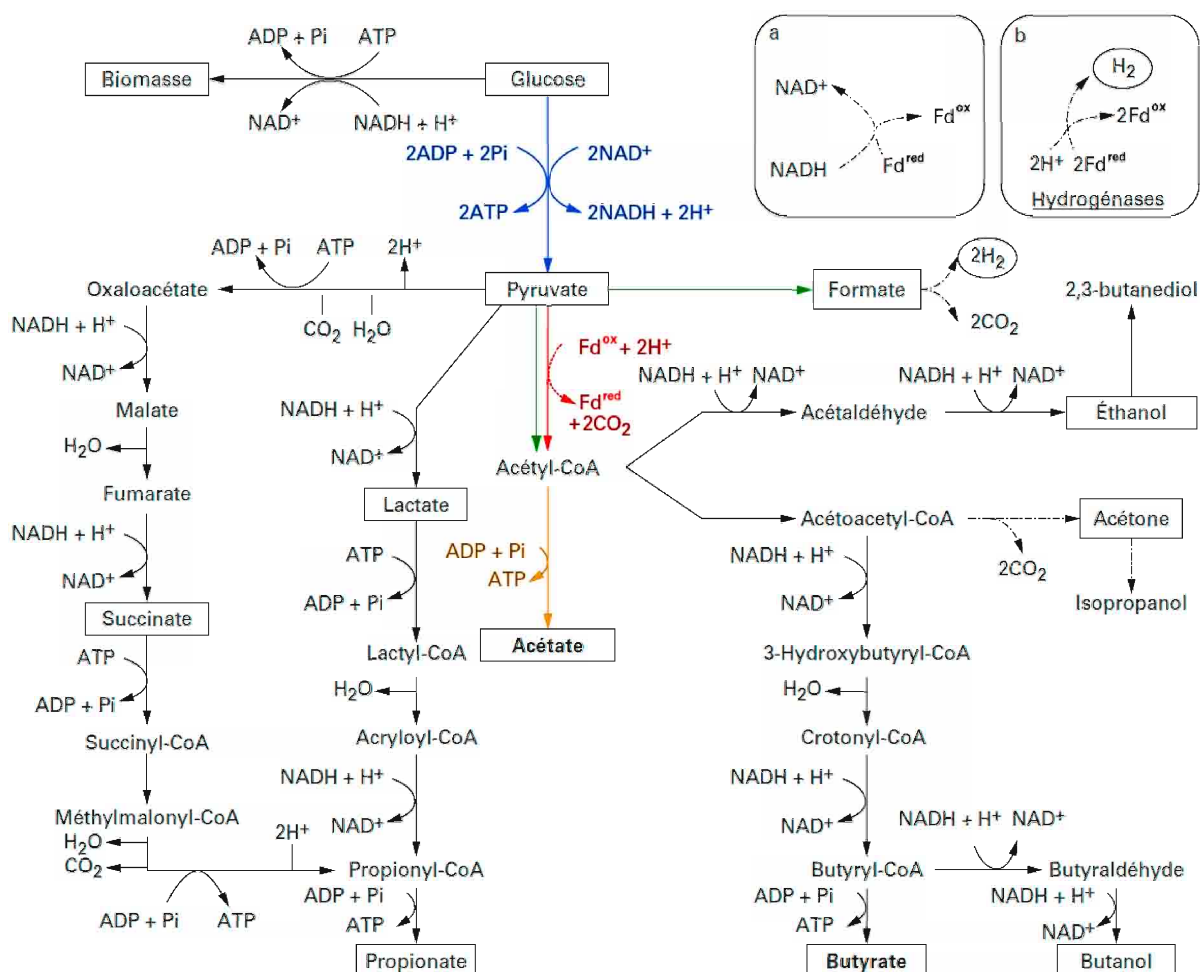 ADP + Pi ATP
Biomasse
Glucose
NAD⁺ NADH + H⁺
2ADP + 2Pi 2NAD⁺
2ATP 2NADH + 2H⁺
a
NAD⁺
Fdᵒˣ
NADH
Fdʳᵉᵈ
b
H₂
2Fdᵒˣ
2H⁺ 2Fdʳᵉᵈ
Hydrogénases
ADP + Pi ATP 2H⁺
Oxaloacétate
Pyruvate
Formate
2H₂
2CO₂
2,3-butanediol
CO₂ H₂O
NADH + H⁺
NAD⁺
Malate
H₂O
Fumarate
NADH + H⁺
NAD⁺
Succinate
ATP
ADP + Pi
Succinyl-CoA
Méthylmalonyl-CoA
H₂O
CO₂
2H⁺
ADP + Pi ATP
NADH + H⁺
NAD⁺
Lactate
ATP
ADP + Pi
Lactyl-CoA
H₂O
Acryloyl-CoA
NADH + H⁺
NAD⁺
Propionyl-CoA
ADP + Pi
ATP
Propionate
Fdᵒˣ + 2H⁺
Fdʳᵉᵈ
+ 2CO₂
Acétyl-CoA
ADP + Pi
ATP
Acétate
NADH + H⁺ NAD⁺
Acétaldéhyde
NADH + H⁺ NAD⁺
Éthanol
Acétoacetyl-CoA
2CO₂
Acétone
Isopropanol
NADH + H⁺
NAD⁺
3-Hydroxybutyryl-CoA
H₂O
Crotonyl-CoA
NADH + H⁺
NAD⁺
Butyryl-CoA
NADH + H⁺ NAD⁺
Butyraldéhyde
ADP + Pi
ATP
Butyrate
NADH + H⁺
NAD⁺
Butanol